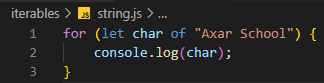 iterables > JS string.js > ...
1 for (let char of "Axar School") {
2     console.log(char);
3 }